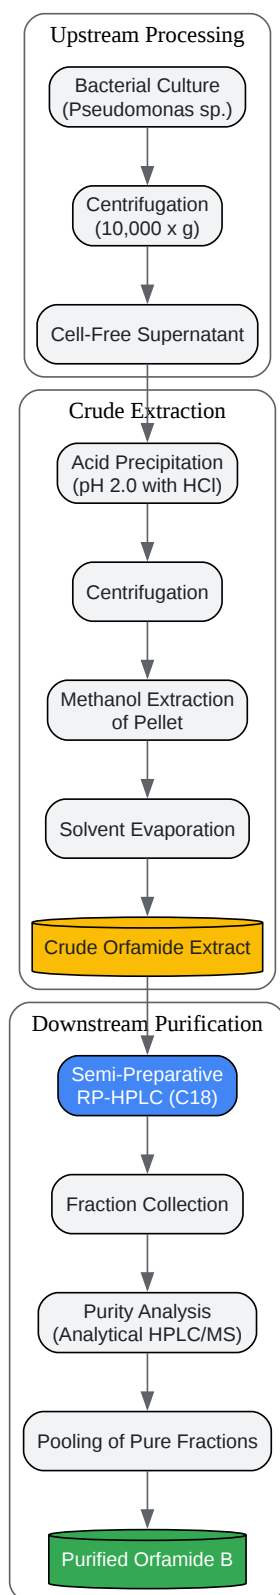 Upstream Processing
Bacterial Culture
(Pseudomonas sp.)
Centrifugation
(10,000 x g)
Cell-Free Supernatant
Crude Extraction
Acid Precipitation
(pH 2.0 with HCl)
Centrifugation
Methanol Extraction
of Pellet
Solvent Evaporation
Crude Orfamide Extract
Downstream Purification
Semi-Preparative
RP-HPLC (C18)
Fraction Collection
Purity Analysis
(Analytical HPLC/MS)
Pooling of Pure Fractions
Purified Orfamide B